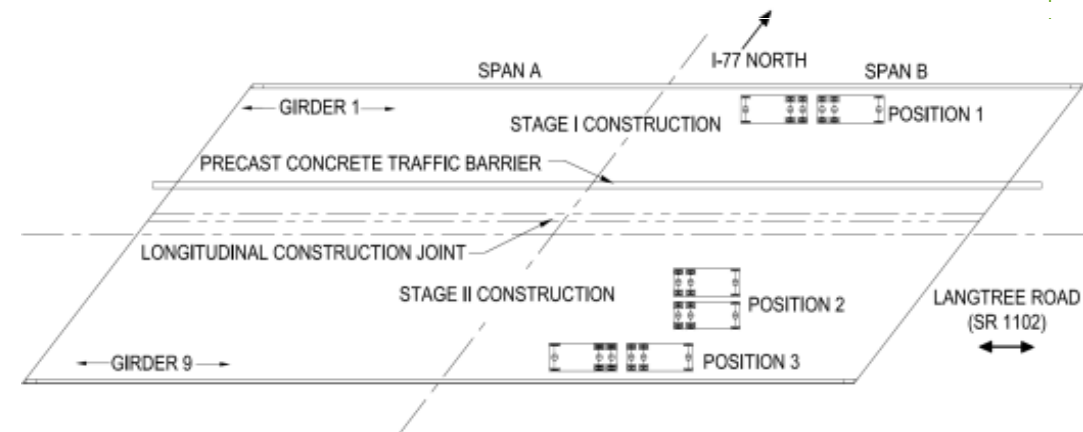 I-77 NORTH
SPAN A
SPAN B
GIRDER 1
POSITION 1
STAGE I CONSTRUCTION
PRECAST CONCRETE TRAFFIC BARRIER
LONGITUDINAL CONSTRUCTION JOINT
STAGE II CONSTRUCTION
POSITION 2
LANGTREE ROAD
(SR 1102)
GIRDER 9
POSITION 3